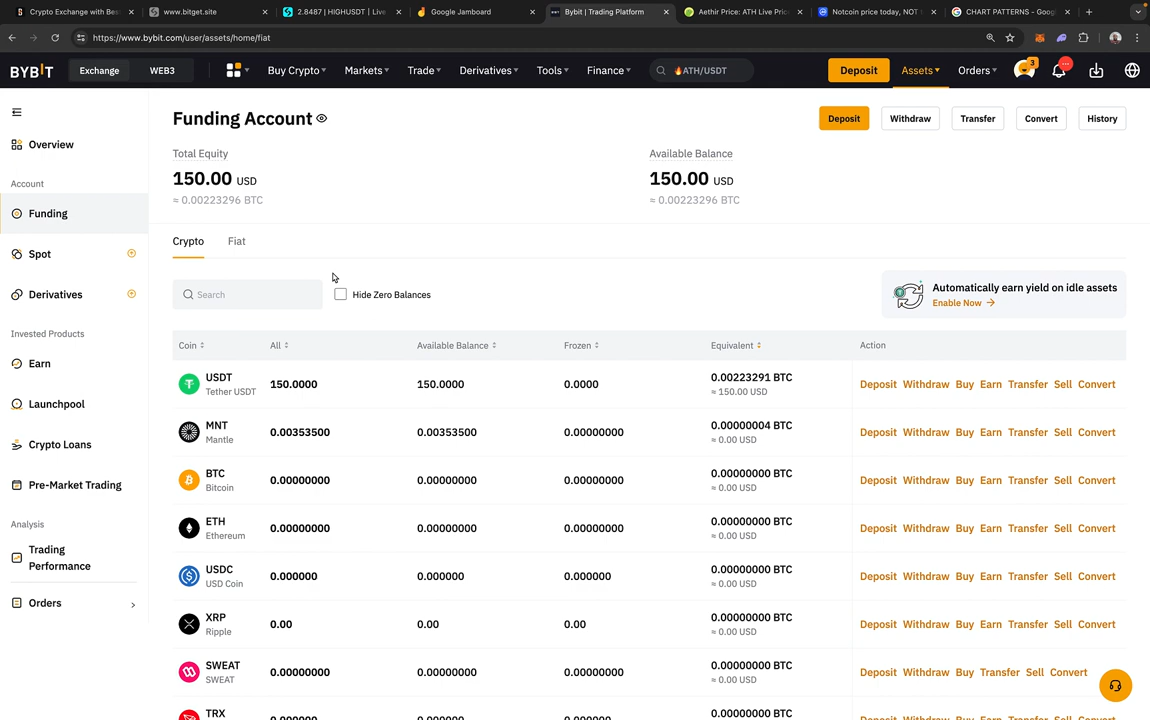 Crypto Exchange with Be
www.bitget.site
2.8487 | HIGHUSDT | Live
Google Jamboard
Bybit | Trading Platform
Aethir Price: ATH Live Pric
Notcoin price today, NOT
CHART PATTERNS - Goog
https://www.bybit.com/user/assets/home/fiat
BYBIT
Exchange
WEB3
Buy Crypto
Markets
Trade
Derivatives
Tools
Finance
🔥ATH/USDT
Deposit
Assets
Orders
3
Overview
Account
Funding
Spot
Derivatives
Invested Products
Earn
Launchpool
Crypto Loans
Pre-Market Trading
Analysis
Trading
Performance
Orders
Funding Account
Deposit
Withdraw
Transfer
Convert
History
Total Equity
150.00 USD
≈ 0.00223296 BTC
Available Balance
150.00 USD
≈ 0.00223296 BTC
Crypto
Fiat
Search
Hide Zero Balances
Automatically earn yield on idle assets
Enable Now →
Coin All Available Balance Frozen Equivalent Action
USDT 0.00223291 BTC
Tether USDT 150.0000 150.0000 0.0000 ≈ 150.00 USD Deposit Withdraw Buy Earn Transfer Sell Convert
MNT 0.00000004 BTC
Mantle 0.00353500 0.00353500 0.00000000 ≈ 0.00 USD Deposit Withdraw Buy Earn Transfer Sell Convert
BTC 0.00000000 BTC
Bitcoin 0.00000000 0.00000000 0.00000000 ≈ 0.00 USD Deposit Withdraw Buy Earn Transfer Sell Convert
ETH 0.00000000 BTC
Ethereum 0.00000000 0.00000000 0.00000000 ≈ 0.00 USD Deposit Withdraw Buy Earn Transfer Sell Convert
USDC 0.00000000 BTC
USD Coin 0.000000 0.000000 0.000000 ≈ 0.00 USD Deposit Withdraw Buy Earn Transfer Sell Convert
XRP 0.00000000 BTC
Ripple 0.00 0.00 0.00 ≈ 0.00 USD Deposit Withdraw Buy Earn Transfer Sell Convert
SWEAT 0.00000000 BTC
SWEAT 0.00000000 0.00000000 0.00000000 ≈ 0.00 USD Deposit Withdraw Buy Transfer Sell Convert
TRX 0.00000000 BTC